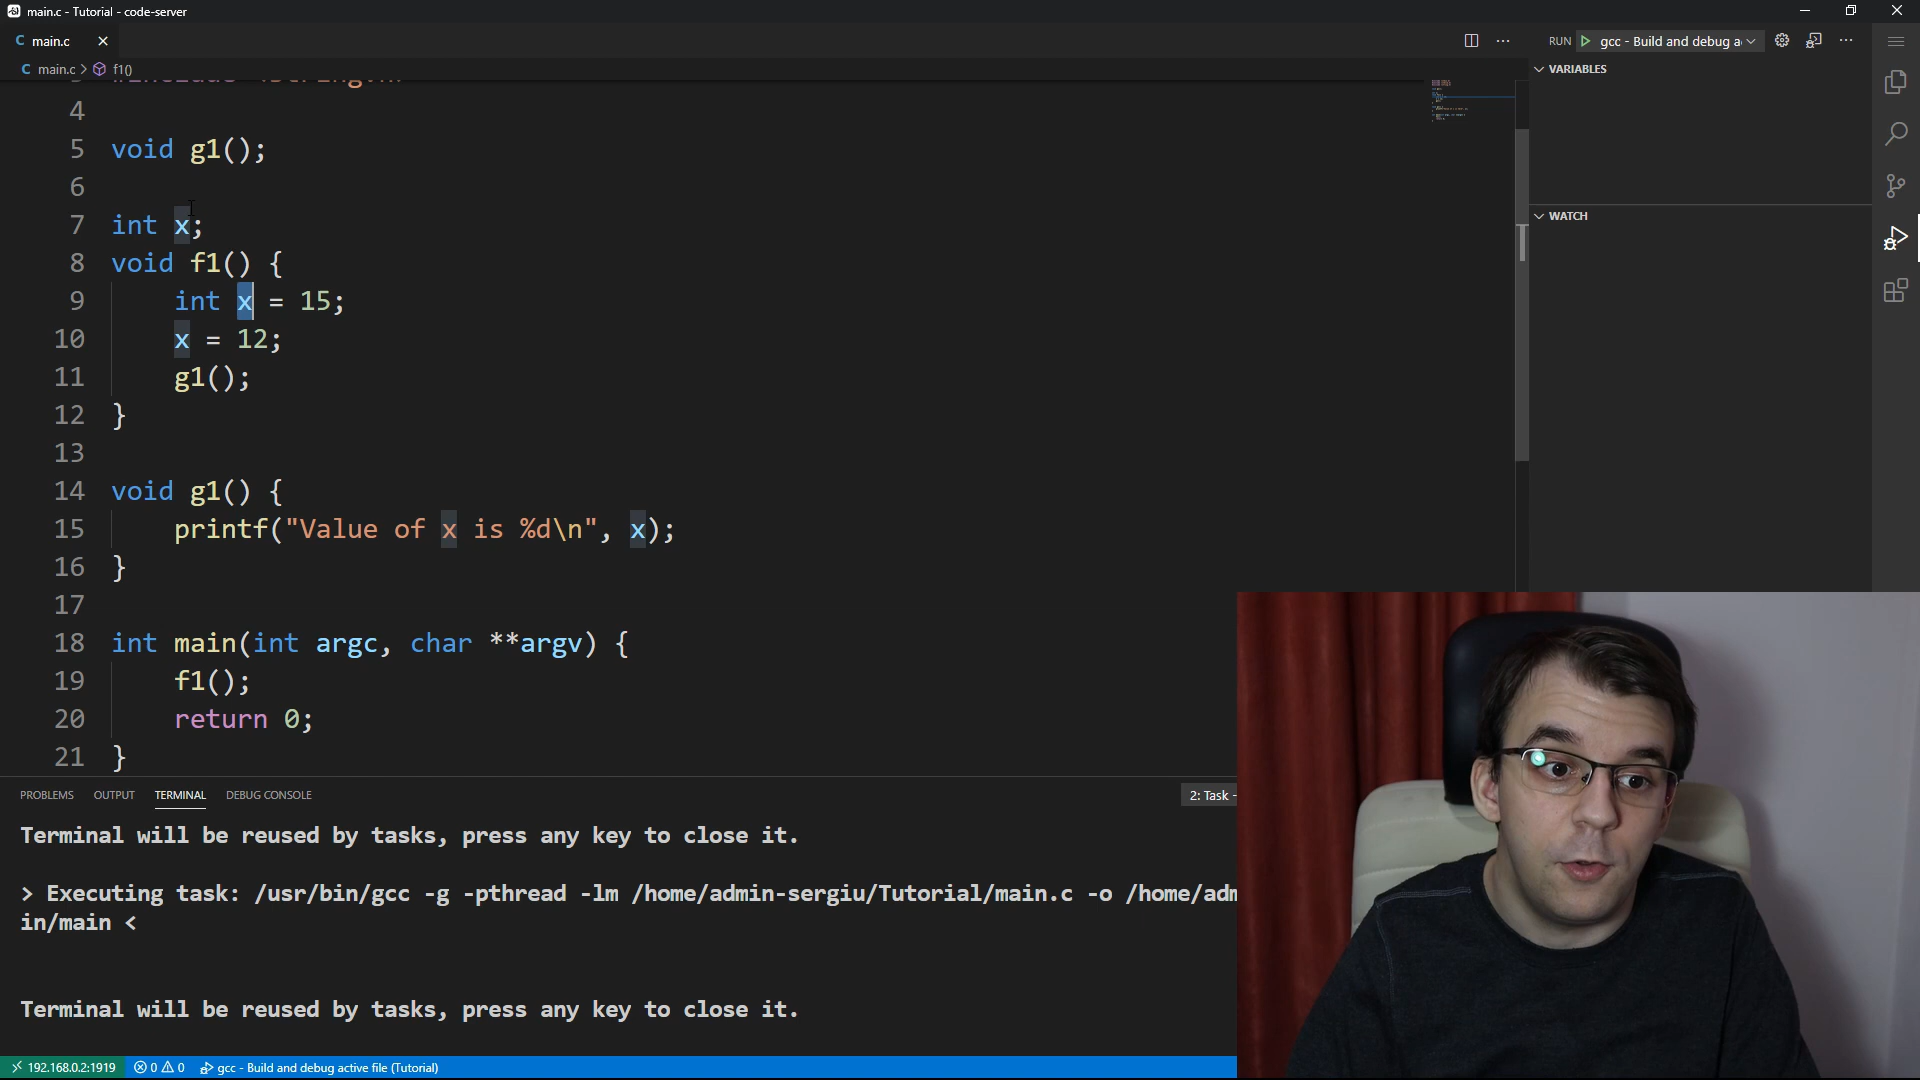 main.c - Tutorial - code-server
C main.c
RUN gcc - Build and debug a
C main.c > f1()
VARIABLES
4
5 void g1();
6
7 int x;
WATCH
8 void f1() {
9 int x = 15;
10 x = 12;
11 g1();
12 }
13
14 void g1() {
15 printf("Value of x is %d\n", x);
16 }
17
18 int main(int argc, char **argv) {
19 f1();
20 return 0;
21 }
PROBLEMS OUTPUT TERMINAL DEBUG CONSOLE 2: Task -
Terminal will be reused by tasks, press any key to close it.
> Executing task: /usr/bin/gcc -g -pthread -lm /home/admin-sergiu/Tutorial/main.c -o /home/adm
in/main <
Terminal will be reused by tasks, press any key to close it.
192.168.0.2:1919 0 0 gcc - Build and debug active file (Tutorial)